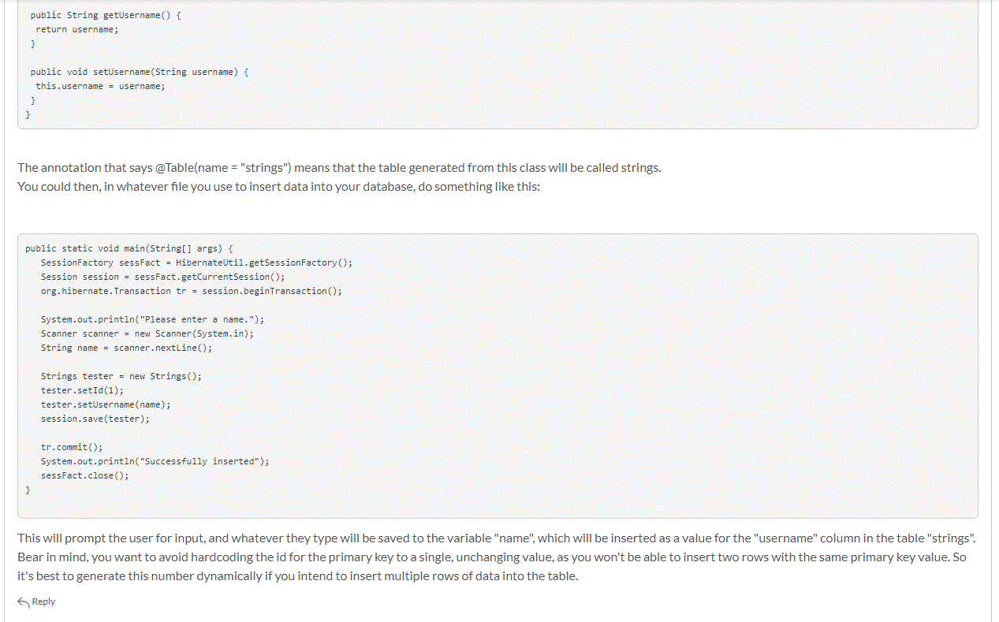 public String getUsername() {
return username;
}
public void setUsername(String username) {
this.username = username;
}
}
The annotation that says @Table(name = "strings") means that the table generated from this class will be called strings.
You could then, in whatever file you use to insert data into your database, do something like this:
public static void main(String[] args) {
SessionFactory sessFact = HibernateUtil.getSessionFactory();
Session session = sessFact.getCurrentSession();
org.hibernate.Transaction tr = session.beginTransaction();
System.out.println("Please enter a name.");
Scanner scanner = new Scanner(System.in);
String name = scanner.nextLine();
Strings tester = new Strings();
tester.setId(1);
tester.setUsername(name);
session.save(tester);
tr.commit();
System.out.println("Successfully inserted");
sessFact.close();
}
This will prompt the user for input, and whatever they type will be saved to the variable "name", which will be inserted as a value for the "username" column in the table "strings".
Bear in mind, you want to avoid hardcoding the id for the primary key to a single, unchanging value, as you won't be able to insert two rows with the same primary key value. So
it's best to generate this number dynamically if you intend to insert multiple rows of data into the table.
Reply